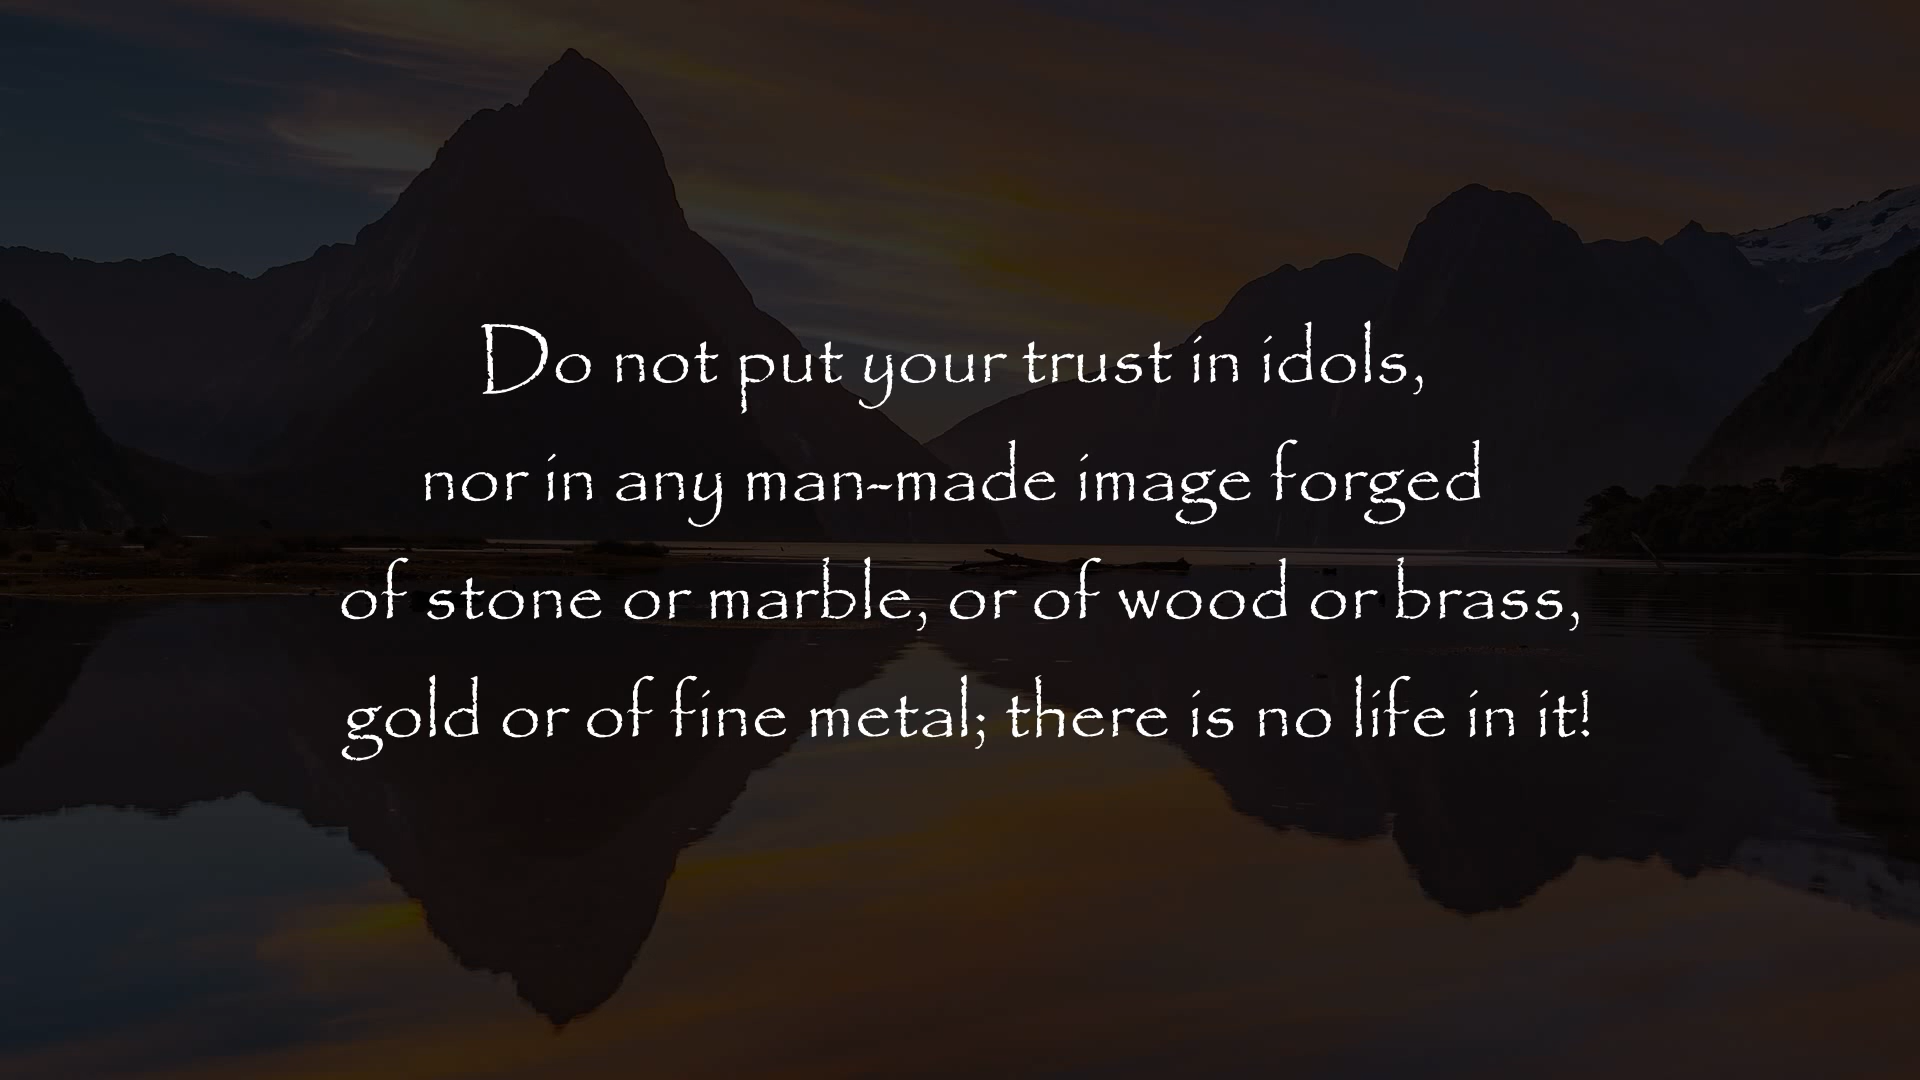 Do not put your trust in idols,
nor in any man-made image forged
of stone or marble, or of wood or brass,
gold or of fine metal; there is no life in it!